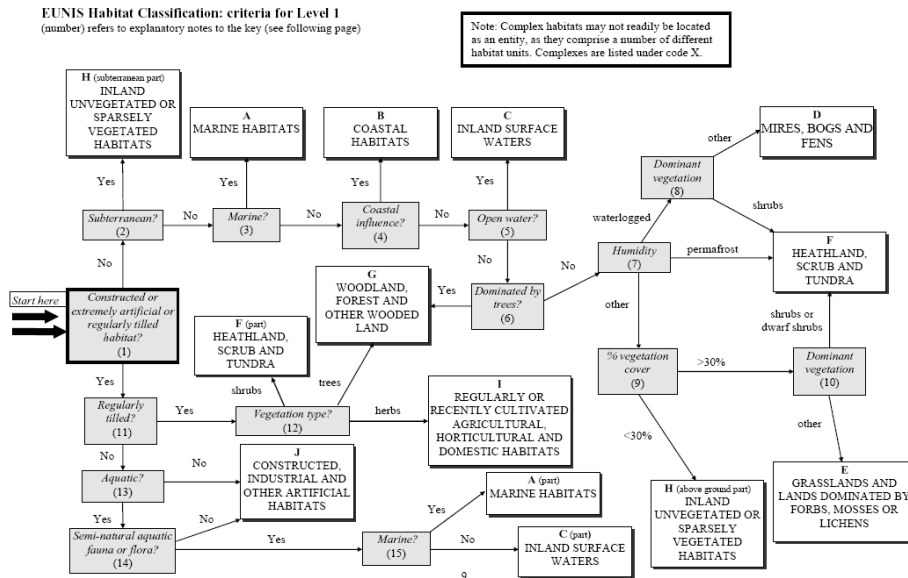 EUNIS Habitat Classification: criteria for Level 1
(number) refers to explanatory notes to the key (see following page)
Note: Complex habitats may not readily be located
as an entity, as they comprise a number of different
habitat units. Complexes are listed under code X.
H (subterranean part)
INLAND
UNVEGETATED OR
SPARSELY
VEGETATED
HABITATS
A
MARINE HABITATS
B
COASTAL
HABITATS
C
INLAND SURFACE
WATERS
D
MIRES, BOGS AND
FENS
other
Dominant
vegetation
(8)
Yes
Yes
Yes
Yes
waterlogged
shrubs
Subterranean?
(2)
No
Marine?
(3)
No
Coastal
influence?
(4)
No
Open water?
(5)
Humidity
(7)
permafrost
F
HEATHLAND,
SCRUB AND
TUNDRA
No
No
No
Start here
Constructed or
extremely artificial or
regularly tilled
habitat?
(1)
G
WOODLAND,
FOREST AND
OTHER WOODED
LAND
Yes
Dominated by
trees?
(6)
other
shrubs or
dwarf shrubs
F (part)
HEATHLAND,
SCRUB AND
TUNDRA
% vegetation
cover
(9)
>30%
Dominant
vegetation
(10)
Yes
shrubs
trees
Regularly
tilled?
(11)
Yes
Vegetation type?
(12)
herbs
I
REGULARLY OR
RECENTLY CULTIVATED
AGRICULTURAL,
HORTICULTURAL AND
DOMESTIC HABITATS
<30%
other
No
Aquatic?
(13)
No
J
CONSTRUCTED,
INDUSTRIAL AND
OTHER ARTIFICIAL
HABITATS
A (part)
MARINE HABITATS
H (above ground part)
INLAND
UNVEGETATED OR
SPARSELY
VEGETATED
HABITATS
E
GRASSLANDS AND
LANDS DOMINATED BY
FORBS, MOSSES OR
LICHENS
Yes
No
Yes
Semi-natural aquatic
fauna or flora?
(14)
Yes
Marine?
(15)
No
C (part)
INLAND SURFACE
WATERS
9